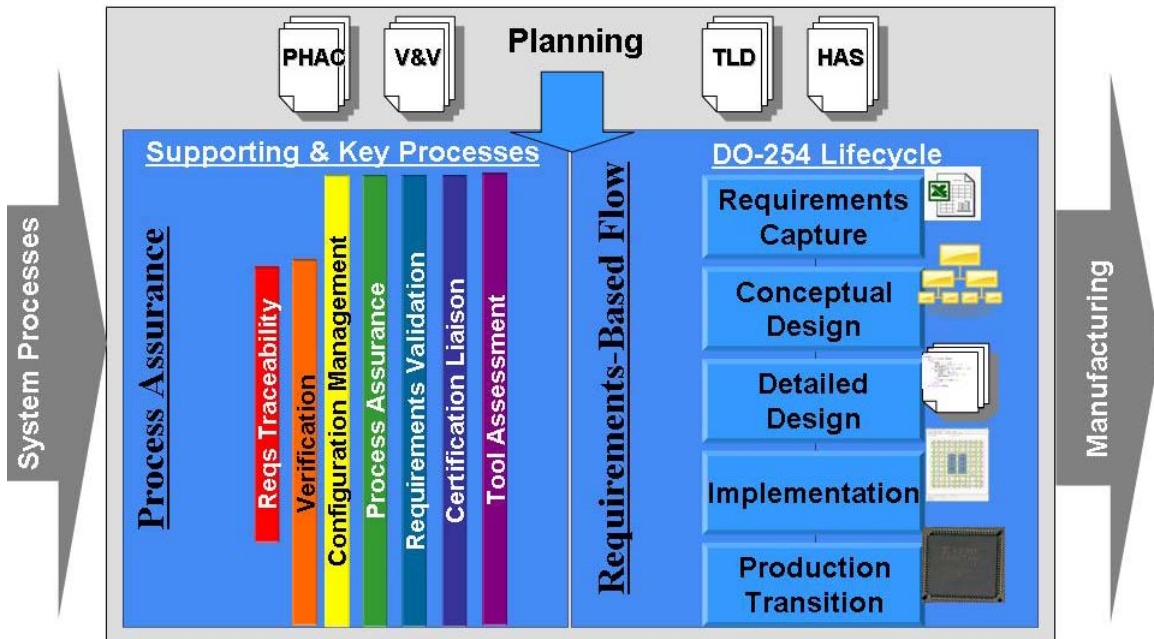 PHAC
V&V
Planning
TLD
HAS
System Processes
Supporting & Key Processes
Process Assurance
Reqs Traceability
Verification
Configuration Management
Process Assurance
Requirements Validation
Certification Liaison
Tool Assessment
Requirements-Based Flow
DO-254 Lifecycle
Requirements
Capture
Conceptual
Design
Detailed
Design
Implementation
Production
Transition
Manufacturing